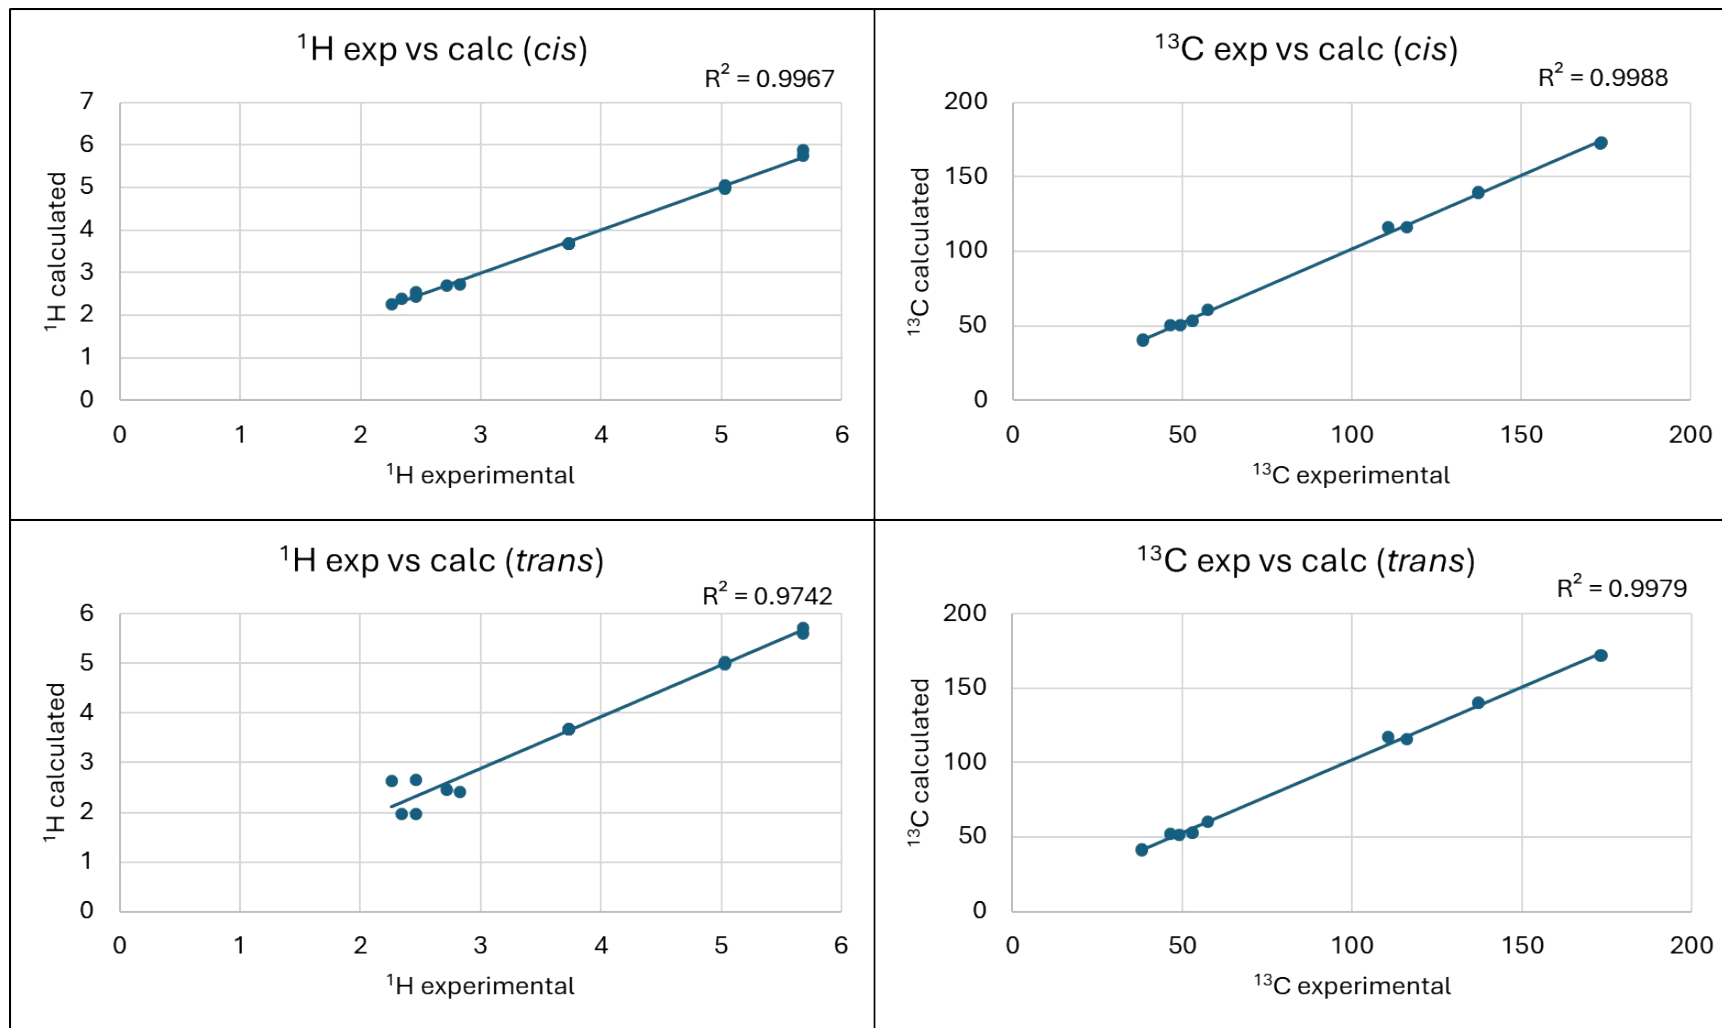 ¹H exp vs calc (cis)
R² = 0.9967
7
6
5
4
3
2
1
0
¹H calculated
0 1 2 3 4 5 6
¹H experimental
¹³C exp vs calc (cis)
R² = 0.9988
200
150
100
50
0
¹³C calculated
0 50 100 150 200
¹³C experimental
¹H exp vs calc (trans)
R² = 0.9742
6
5
4
3
2
1
0
¹H calculated
0 1 2 3 4 5 6
¹H experimental
¹³C exp vs calc (trans)
R² = 0.9979
200
150
100
50
0
¹³C calculated
0 50 100 150 200
¹³C experimental